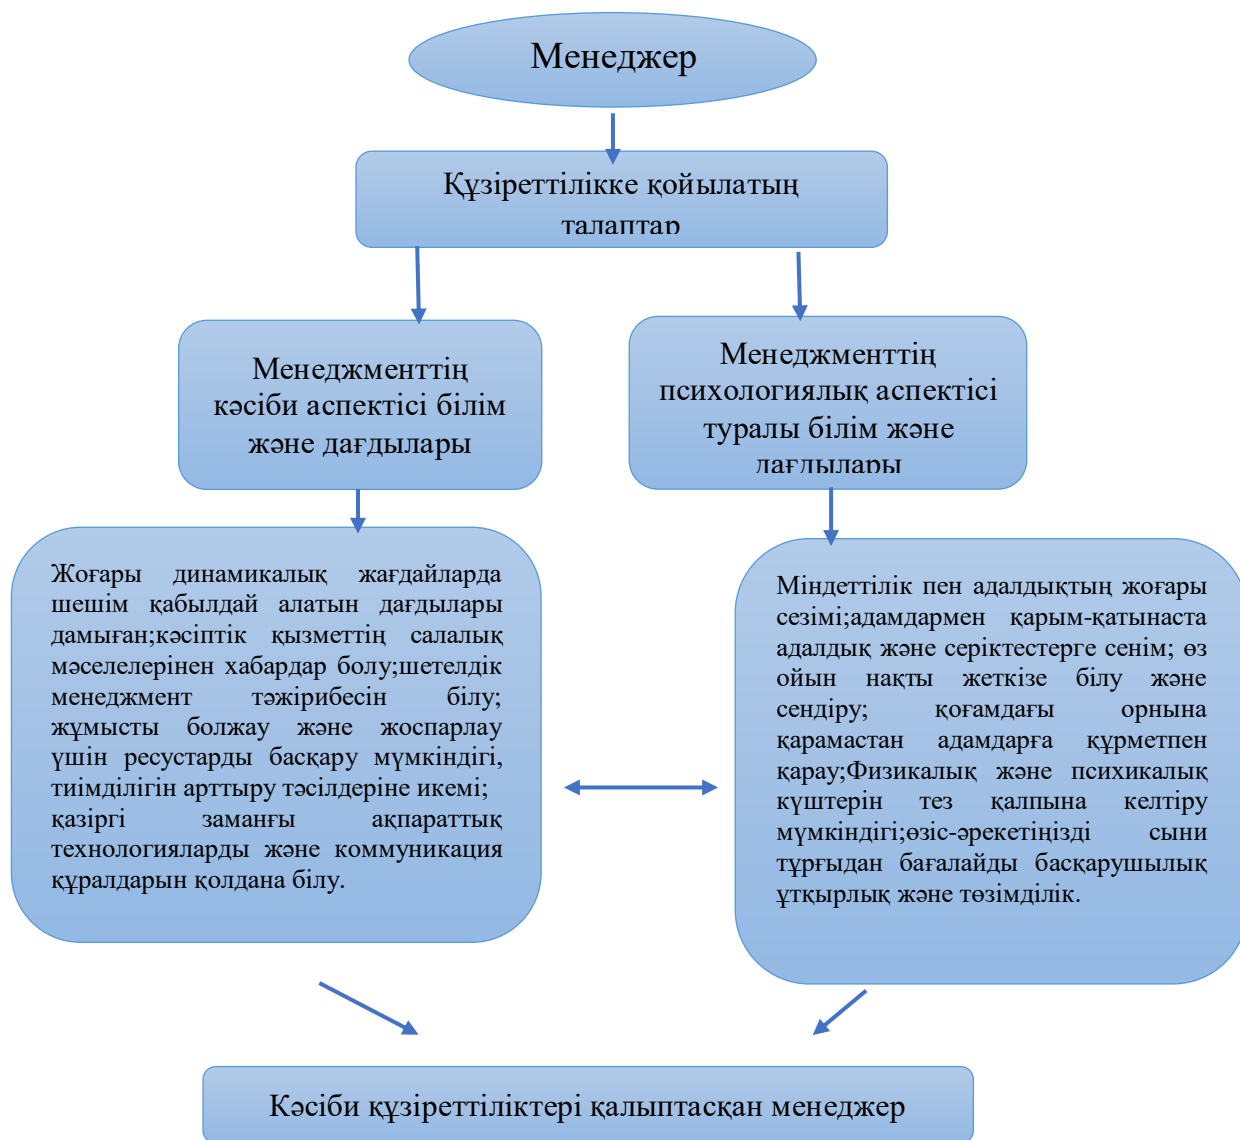 Менеджер
Құзіреттілікке қойылатың
талаптар
Менеджменттің
кәсіби аспектісі білім
және дағдылары
Менеджменттің
психологиялық аспектісі
туралы білім және
дағдылары
Жоғары динамикалық жағдайларда
шешім қабылдай алатын дағдылары
дамыған;кәсіптік қызметтің салалық
мәселелерінен хабардар болу;шетелдік
менеджмент тәжірибесін білу;
жұмысты болжау және жоспарлау
үшін ресустарды басқару мүмкіндігі,
тиімділігін арттыру тәсілдеріне икемі;
қазіргі заманғы ақпараттық
технологияларды және коммуникация
құралдарын қолдана білу.
Міндеттілік пен адалдықтың жоғары
сезімі;адамдармен қарым-қатынаста
адалдық және серіктестерге сенім; өз
ойын нақты жеткізе білу және
сендіру; қоғамдағы орнына
қарамастан адамдарға құрметпен
қарау;Физикалық және психикалық
күштерін тез қалпына келтіру
мүмкіндігі;өзіс-әрекетіңізді сыни
тұрғыдан бағалайды басқарушылық
ұтқырлық және төзімділік.
Кәсіби құзіреттіліктері қалыптасқан менеджер